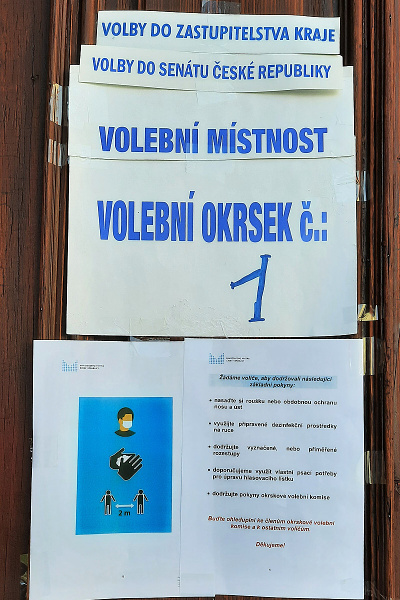 VOLBY DO ZASTUPITELSTVA KRAJE
VOLBY DO SENÁTU ČESKÉ REPUBLIKY
VOLEBNÍ MÍSTNOST
VOLEBNÍ OKRSEK č.:
1
2 m
Žádáme voliče, aby dodržovali následující
základní pokyny:
• nasaďte si roušku nebo obdobnou ochranu
nosu a úst
• využijte připravené dezinfekční prostředky
na ruce
• dodržujte vyznačené, nebo přiměřené
rozestupy
• doporučujeme využít vlastní psací potřeby
pro úpravu hlasovacího lístku
• dodržujte pokyny okrskové volební komise
Buďte ohleduplní ke členům okrskové volební
komise a k ostatním voličům.
Děkujeme!